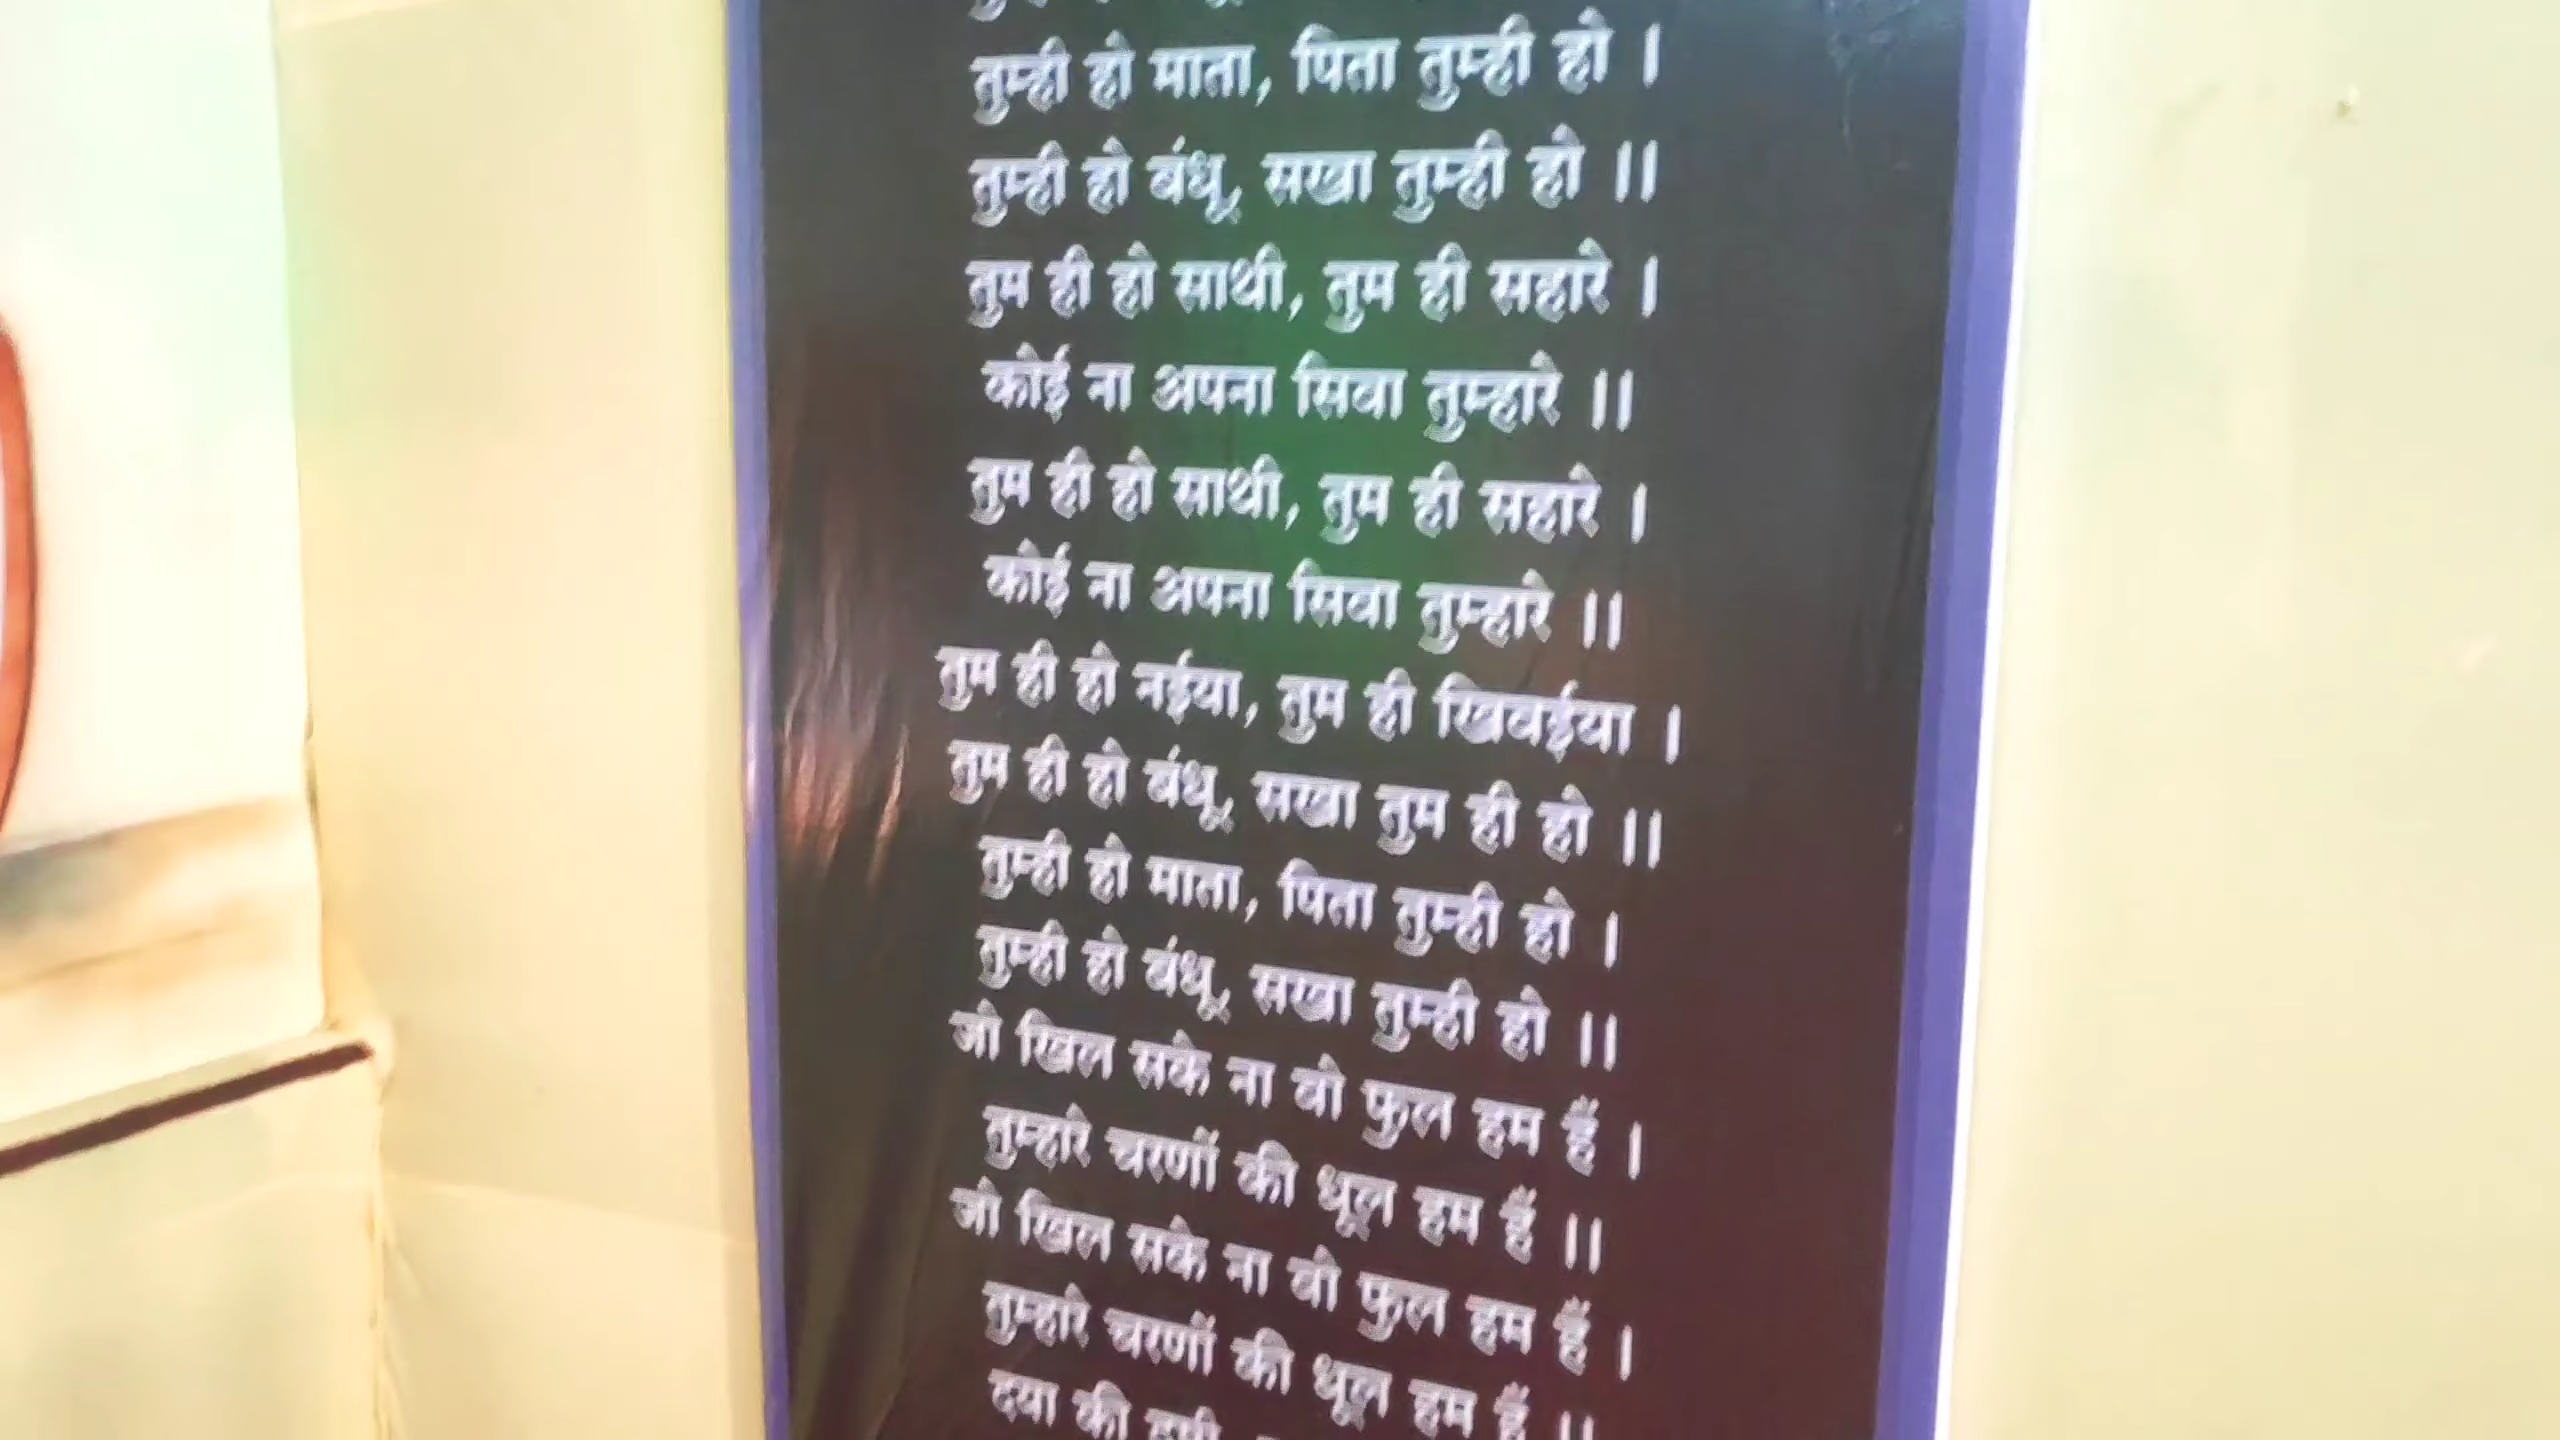 तुम्ही हो माता, पिता तुम्ही हो ।
तुम्ही हो बंधू, सखा तुम्ही हो ।।
तुम ही हो साथी, तुम ही सहारे ।
कोई ना अपना सिवा तुम्हारे ।।
तुम ही हो साथी, तुम ही सहारे ।
कोई ना अपना सिवा तुम्हारे ।।
तुम ही हो नईया, तुम ही खिवईया ।
तुम ही हो बंधू, सखा तुम ही हो ।।
तुम्ही हो माता, पिता तुम्ही हो ।
तुम्ही हो बंधू, सखा तुम्ही हो ।।
जो खिल सके ना वो फुल हम हैं ।
तुम्हारे चरणों की धूल हम हैं ।।
जो खिल सके ना वो फुल हम हैं ।
तुम्हारे चरणों की धूल हम हैं ।।
दया की